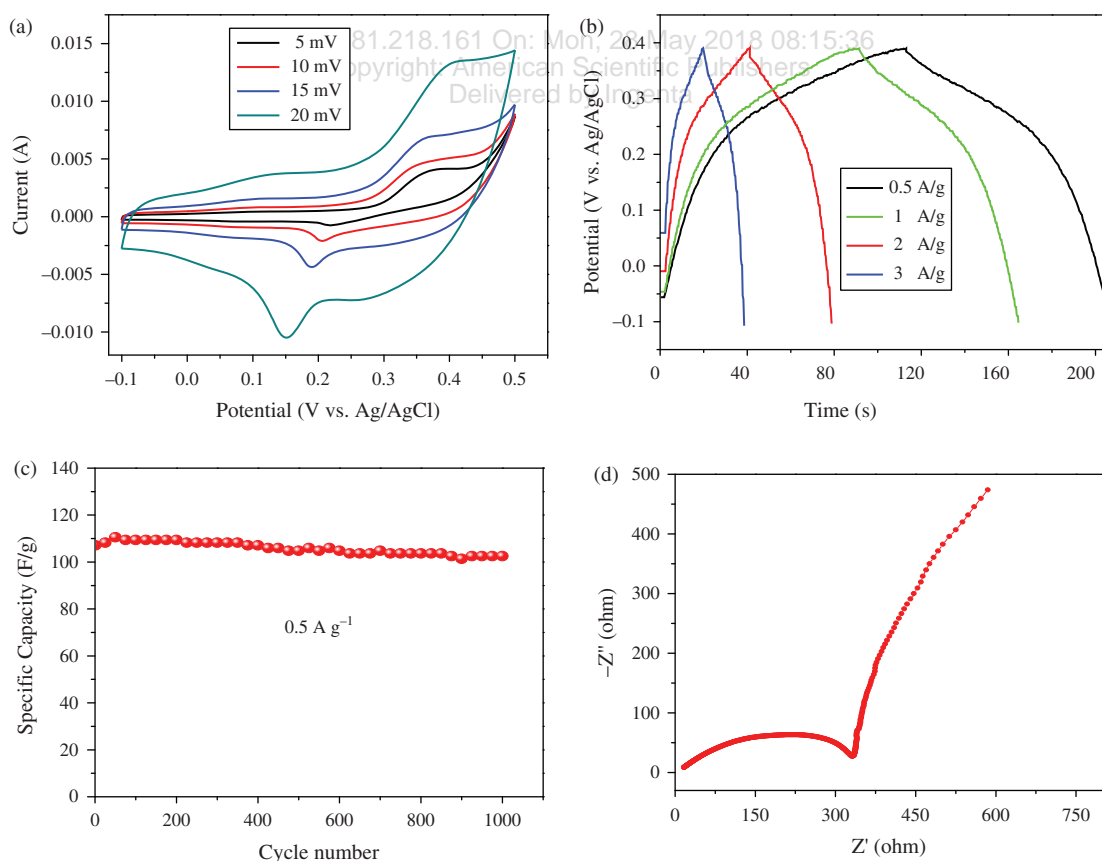 (a)
0.015
0.010
0.005
0.000
–0.005
–0.010
Current (A)
5 mV
10 mV
15 mV
20 mV
–0.1
0.0
0.1
0.2
0.3
0.4
0.5
Potential (V vs. Ag/AgCl)
81.218.161 On: Mon, 28 May 2018 08:15:36
opyright: American Scientific Publishers
Delivered by Ingenta
(b)
0.4
0.3
0.2
0.1
0.0
–0.1
Potential (V vs. Ag/AgCl)
0.5 A/g
1 A/g
2 A/g
3 A/g
0
40
80
120
160
200
Time (s)
(c)
140
120
100
80
60
40
20
0
Specific Capacity (F/g)
0.5 A g⁻¹
0
200
400
600
800
1000
Cycle number
(d)
500
400
300
200
100
0
–Z'' (ohm)
0
150
300
450
600
750
Z' (ohm)